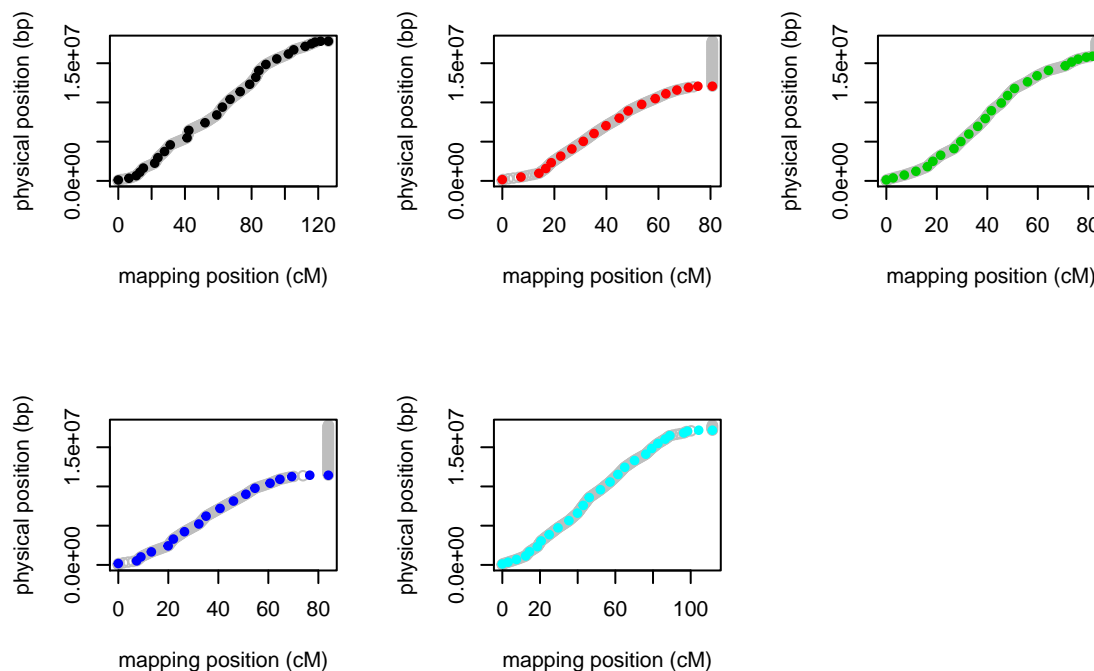 physical position (bp)
0.0e+00 1.5e+07
0 40 80 120
mapping position (cM)
physical position (bp)
0.0e+00 1.5e+07
0 20 40 60 80
mapping position (cM)
physical position (bp)
0.0e+00 1.5e+07
0 20 40 60 80
mapping position (cM)
physical position (bp)
0.0e+00 1.5e+07
0 20 40 60 80
mapping position (cM)
physical position (bp)
0.0e+00 1.5e+07
0 20 60 100
mapping position (cM)